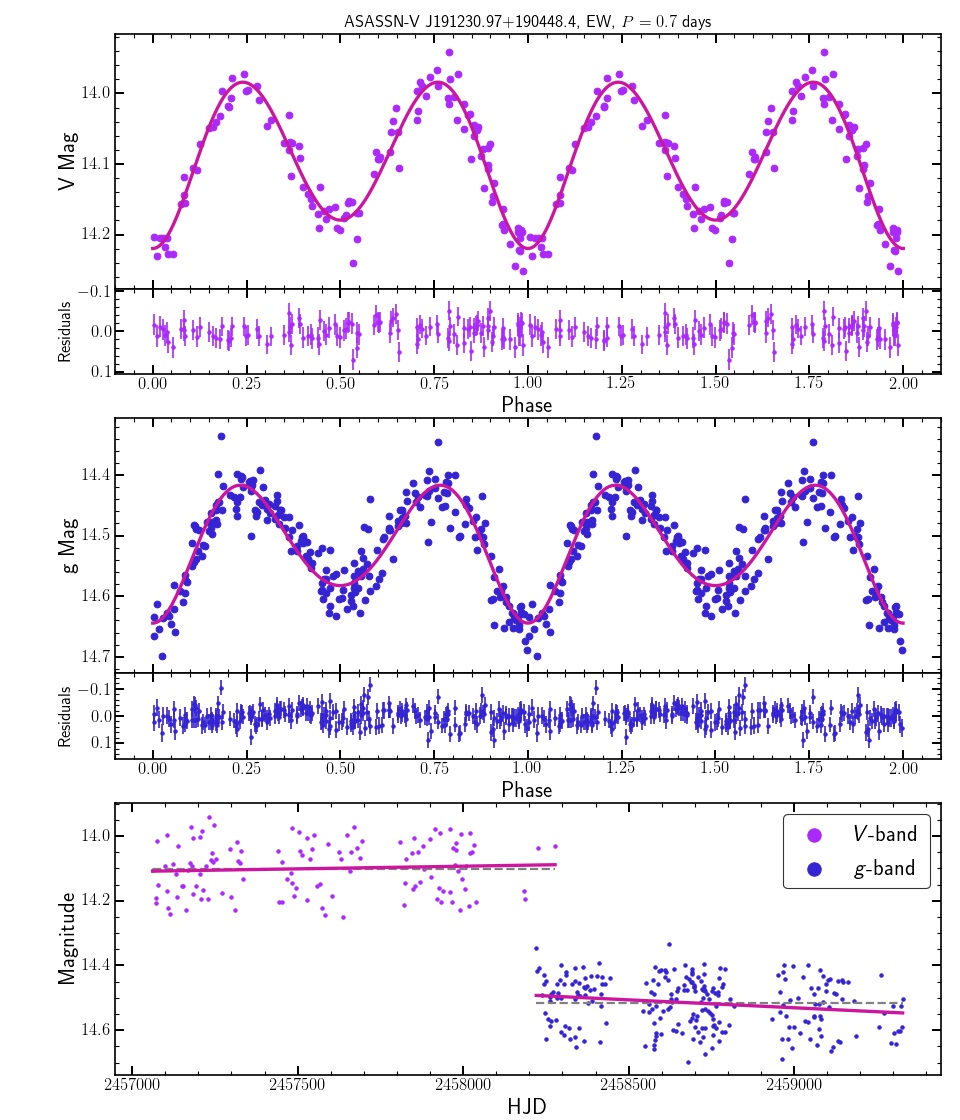 ASASSN-V J191230.97+190448.4, EW, P = 0.7 days
V Mag
14.0
14.1
14.2
Residuals
−0.1
0.0
0.1
0.00 0.25 0.50 0.75 1.00 1.25 1.50 1.75 2.00
Phase
g Mag
14.4
14.5
14.6
14.7
Residuals
−0.1
0.0
0.1
0.00 0.25 0.50 0.75 1.00 1.25 1.50 1.75 2.00
Phase
Magnitude
14.0
14.2
14.4
14.6
V-band
g-band
2457000 2457500 2458000 2458500 2459000
HJD